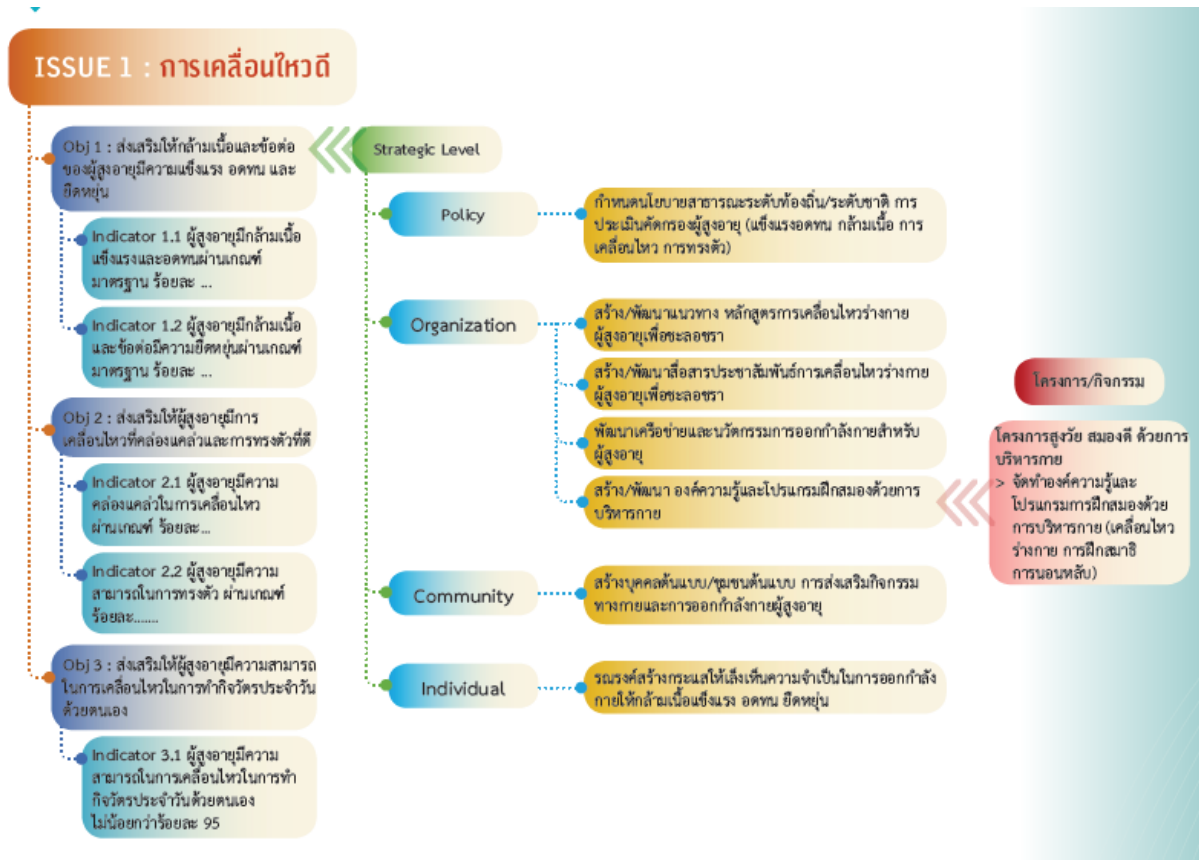 ISSUE 1 : การเคลื่อนไหวดี
Obj 1 : ส่งเสริมให้กล้ามเนื้อและข้อต่อ
ของผู้สูงอายุมีความแข็งแรง อดทน และ
ยืดหยุ่น
Indicator 1.1 ผู้สูงอายุมีกล้ามเนื้อ
แข็งแรงและอดทนผ่านเกณฑ์
มาตรฐาน ร้อยละ ...
Indicator 1.2 ผู้สูงอายุมีกล้ามเนื้อ
และข้อต่อมีความยืดหยุ่นผ่านเกณฑ์
มาตรฐาน ร้อยละ ...
Obj 2 : ส่งเสริมให้ผู้สูงอายุมีการ
เคลื่อนไหวที่คล่องแคล่วและการทรงตัวที่ดี
Indicator 2.1 ผู้สูงอายุมีความ
คล่องแคล่วในการเคลื่อนไหว
ผ่านเกณฑ์ ร้อยละ...
Indicator 2.2 ผู้สูงอายุมีความ
สามารถในการทรงตัว ผ่านเกณฑ์
ร้อยละ.......
Obj 3 : ส่งเสริมให้ผู้สูงอายุมีความสามารถ
ในการเคลื่อนไหวในการทำกิจวัตรประจำวัน
ด้วยตนเอง
Indicator 3.1 ผู้สูงอายุมีความ
สามารถในการเคลื่อนไหวในการทำ
กิจวัตรประจำวันด้วยตนเอง
ไม่น้อยกว่าร้อยละ 95
Strategic Level
Policy
กำหนดนโยบายสาธารณะระดับท้องถิ่น/ระดับชาติ การ
ประเมินคัดกรองผู้สูงอายุ (แข็งแรงอดทน กล้ามเนื้อ การ
เคลื่อนไหว การทรงตัว)
Organization
สร้าง/พัฒนาแนวทาง หลักสูตรการเคลื่อนไหวร่างกาย
ผู้สูงอายุเพื่อชะลอชรา
สร้าง/พัฒนาสื่อสารประชาสัมพันธ์การเคลื่อนไหวร่างกาย
ผู้สูงอายุเพื่อชะลอชรา
พัฒนาเครือข่ายและนวัตกรรมการออกกำลังกายสำหรับ
ผู้สูงอายุ
สร้าง/พัฒนา องค์ความรู้และโปรแกรมฝึกสมองด้วยการ
บริหารกาย
Community
สร้างบุคคลต้นแบบ/ชุมชนต้นแบบ การส่งเสริมกิจกรรม
ทางกายและการออกกำลังกายผู้สูงอายุ
Individual
รณรงค์สร้างกระแสให้เล็งเห็นความจำเป็นในการออกกำลัง
กายให้กล้ามเนื้อแข็งแรง อดทน ยืดหยุ่น
โครงการ/กิจกรรม
โครงการสูงวัย สมองดี ด้วยการ
บริหารกาย
> จัดทำองค์ความรู้และ
โปรแกรมการฝึกสมองด้วย
การบริหารกาย (เคลื่อนไหว
ร่างกาย การฝึกสมาธิ
การนอนหลับ)